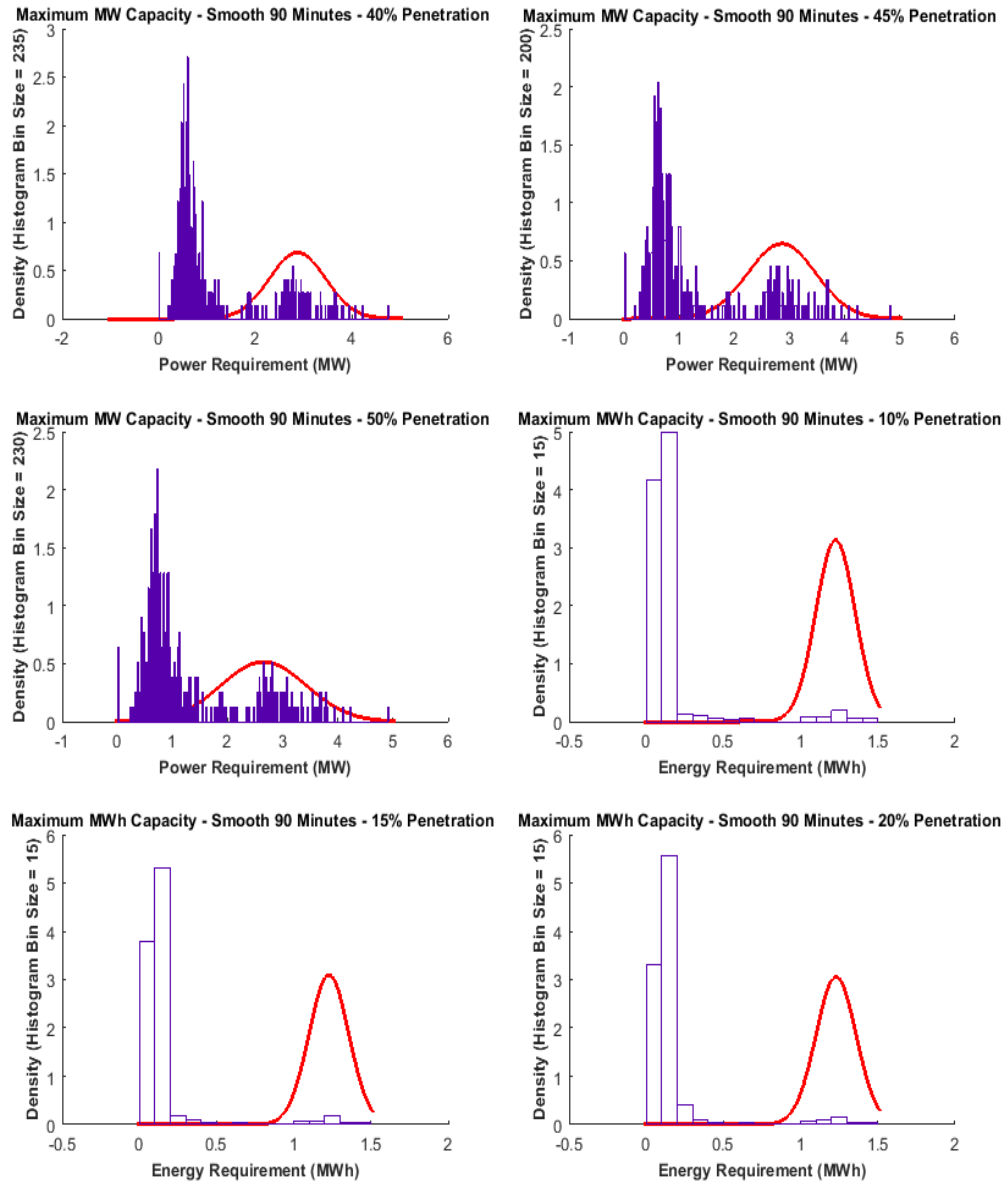 Maximum MW Capacity - Smooth 90 Minutes - 40% Penetration
Density (Histogram Bin Size = 235)
3
2.5
2
1.5
1
0.5
0
-2 0 2 4 6
Power Requirement (MW)
Maximum MW Capacity - Smooth 90 Minutes - 45% Penetration
Density (Histogram Bin Size = 200)
2.5
2
1.5
1
0.5
0
-1 0 1 2 3 4 5 6
Power Requirement (MW)
Maximum MW Capacity - Smooth 90 Minutes - 50% Penetration
Density (Histogram Bin Size = 230)
2.5
2
1.5
1
0.5
0
-1 0 1 2 3 4 5 6
Power Requirement (MW)
Maximum MWh Capacity - Smooth 90 Minutes - 10% Penetration
Density (Histogram Bin Size = 15)
5
4
3
2
1
0
-0.5 0 0.5 1 1.5 2
Energy Requirement (MWh)
Maximum MWh Capacity - Smooth 90 Minutes - 15% Penetration
Density (Histogram Bin Size = 15)
6
5
4
3
2
1
0
-0.5 0 0.5 1 1.5 2
Energy Requirement (MWh)
Maximum MWh Capacity - Smooth 90 Minutes - 20% Penetration
Density (Histogram Bin Size = 15)
6
5
4
3
2
1
0
-0.5 0 0.5 1 1.5 2
Energy Requirement (MWh)